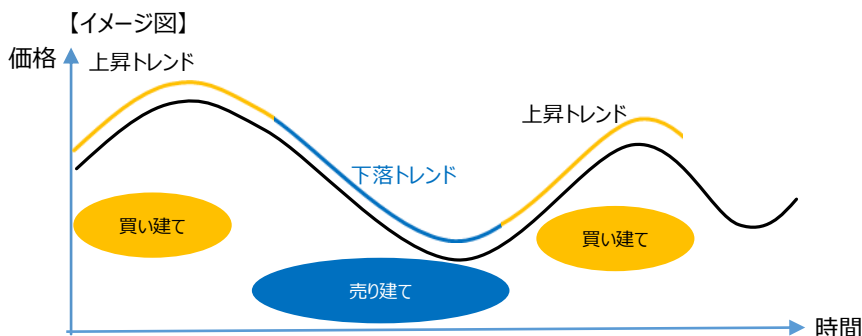 【イメージ図】
価格
上昇トレンド
上昇トレンド
下落トレンド
買い建て
買い建て
売り建て
時間